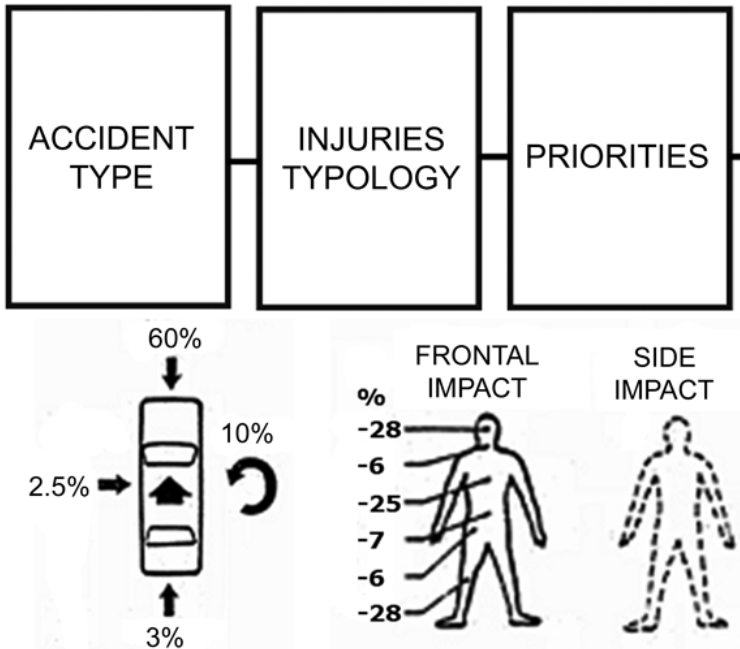 ACCIDENT
TYPE
INJURIES
TYPOLOGY
PRIORITIES
60%
10%
2.5%
3%
FRONTAL
IMPACT
SIDE
IMPACT
%
-28
-6
-25
-7
-6
-28